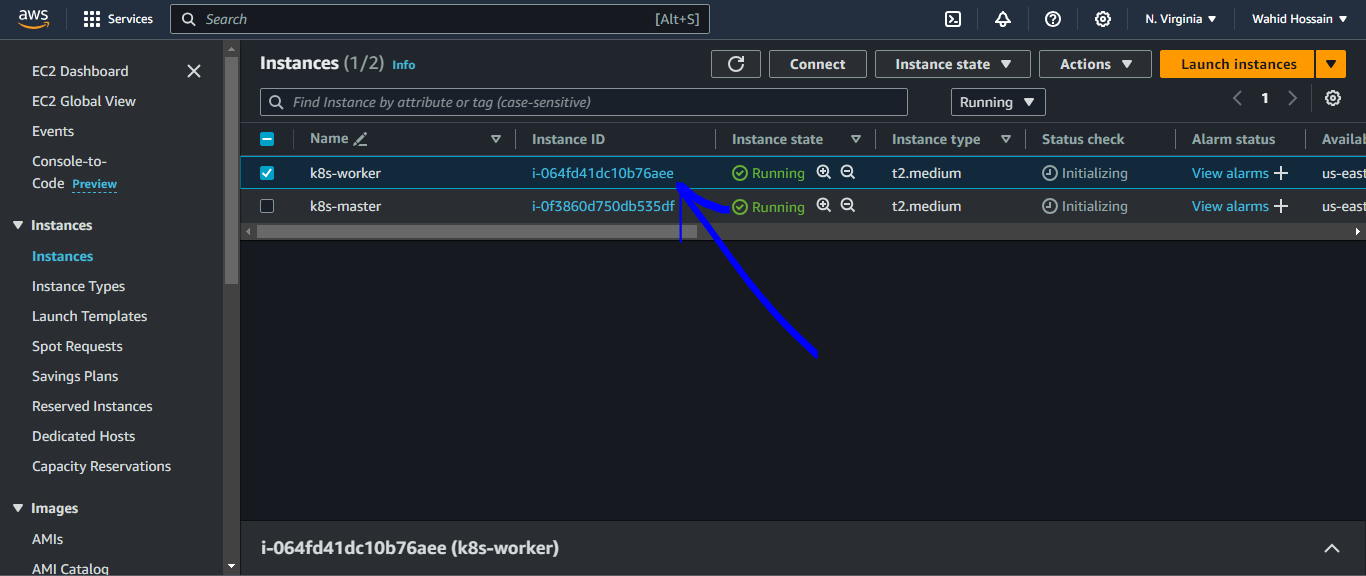 aws Services Search [Alt+S] N. Virginia Wahid Hossain
EC2 Dashboard
EC2 Global View
Events
Console-to-
Code Preview
Instances
Instances
Instance Types
Launch Templates
Spot Requests
Savings Plans
Reserved Instances
Dedicated Hosts
Capacity Reservations
Images
AMIs
AMI Catalog
Instances (1/2) Info Connect Instance state Actions Launch instances
Find Instance by attribute or tag (case-sensitive) Running 1
Name Instance ID Instance state Instance type Status check Alarm status Availa
k8s-worker i-064fd41dc10b76aee Running t2.medium Initializing View alarms us-east
k8s-master i-0f3860d750db535df Running t2.medium Initializing View alarms us-east
i-064fd41dc10b76aee (k8s-worker)